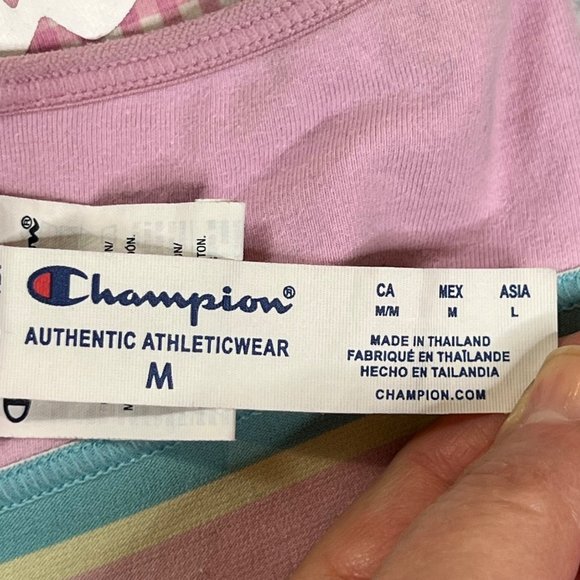 Champion®
AUTHENTIC ATHLETICWEAR
M
CA MEX ASIA
M/M M L
MADE IN THAILAND
FABRIQUÉ EN THAÏLANDE
HECHO EN TAILANDIA
CHAMPION.COM